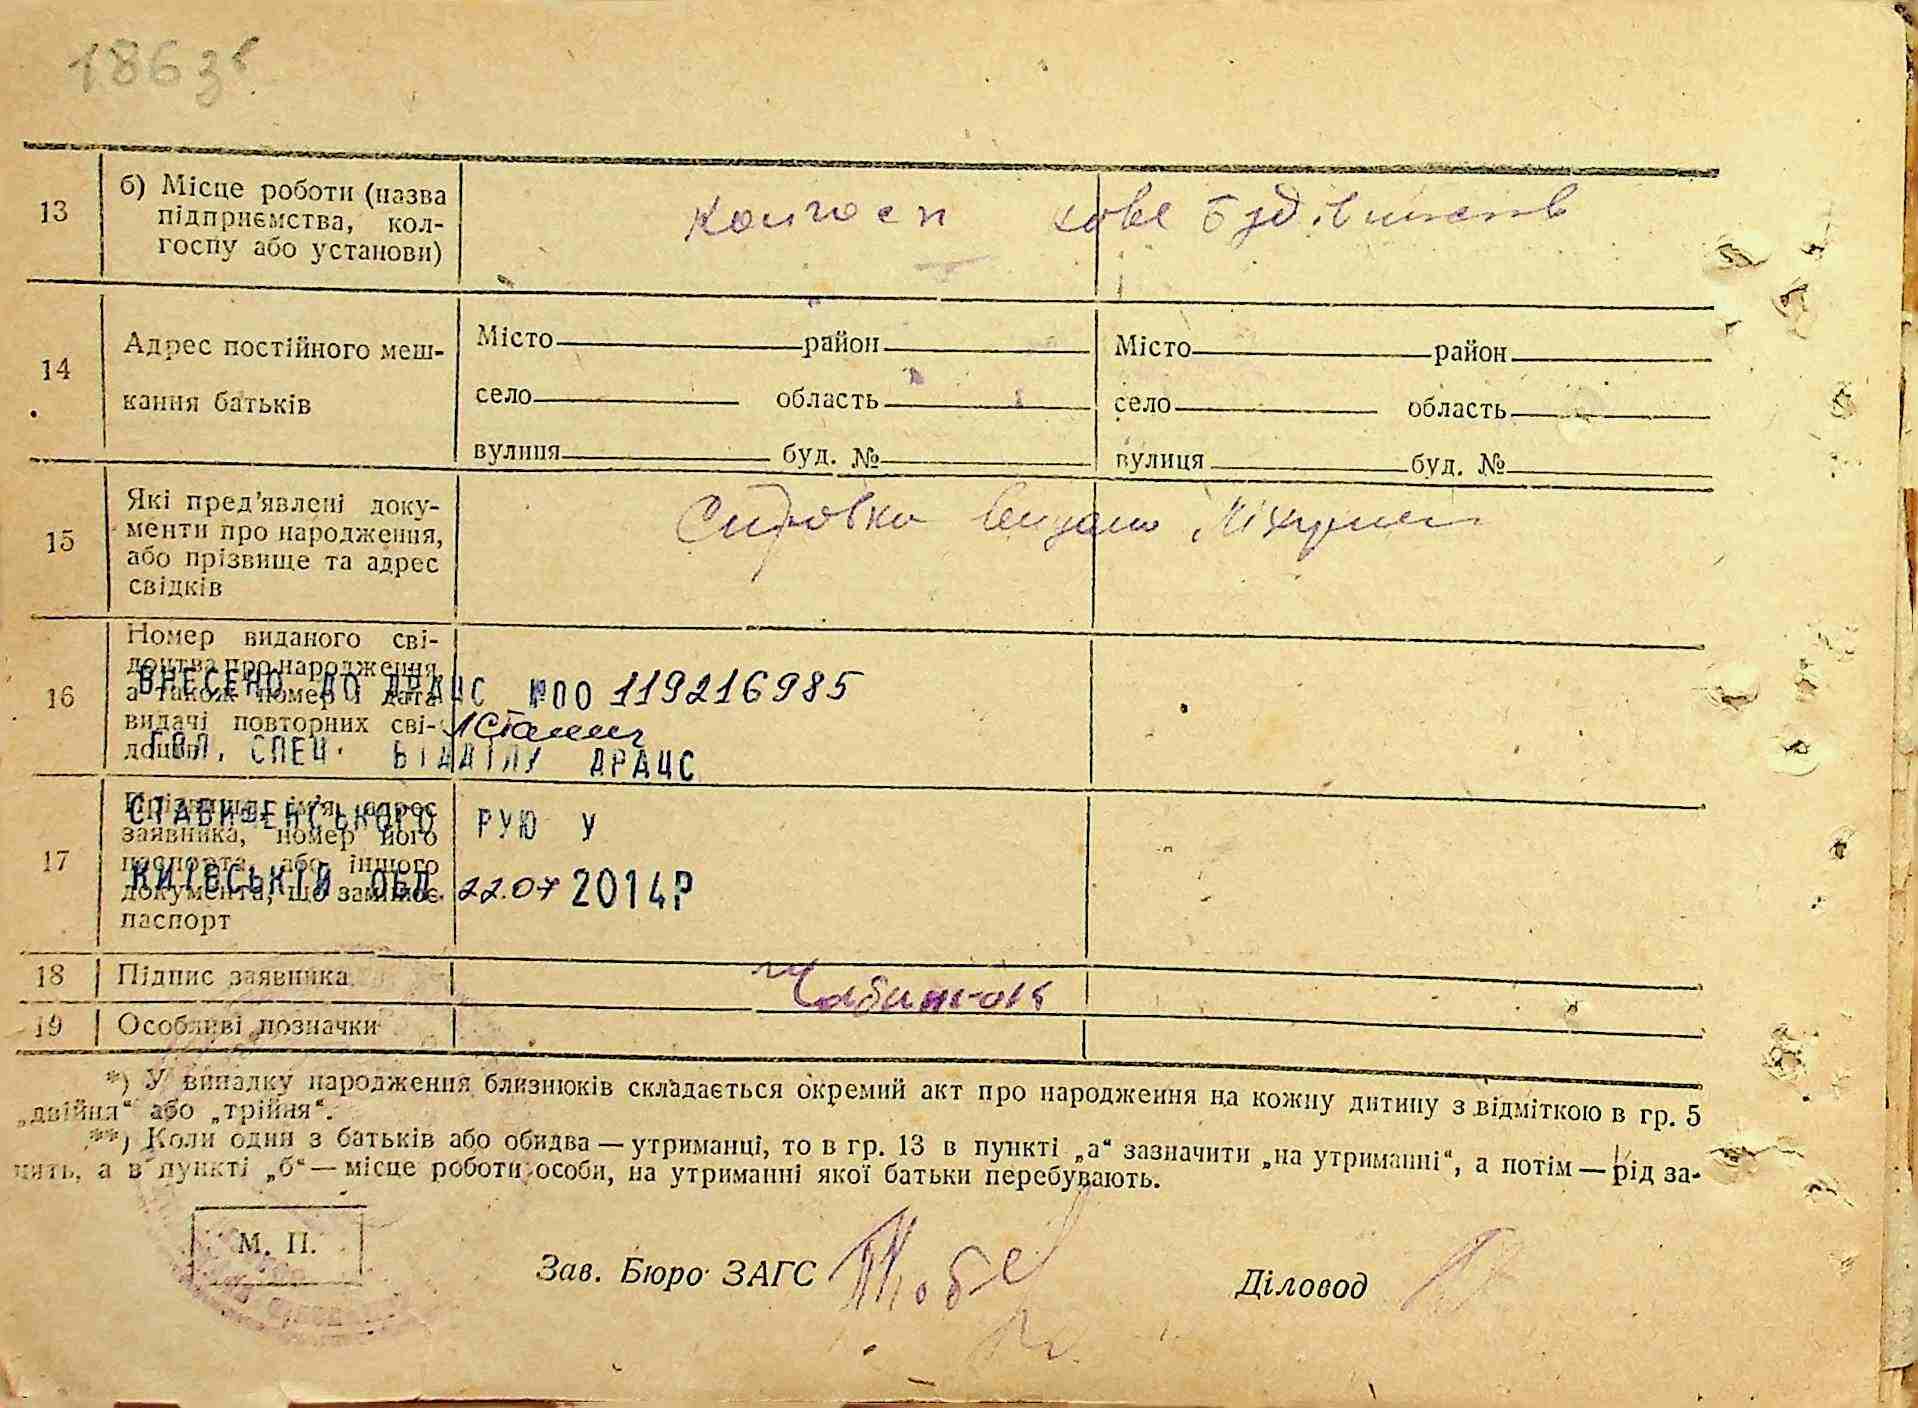 186зв
13
б) Місце роботи (назва
підприємства, кол-
госпу або установи)
колгосп нове будівництв
14
Адрес постійного меш-
кання батьків
Місто район
село область
вулиця буд. №
Місто район
село область
вулиця буд. №
15
Які пред'явлені доку-
менти про народження,
або прізвище та адрес
свідків
Справка
16
Номер виданого сві-
доцтва про народження
а також номер і дата
видачі повторних сві-
доцтв
ВНЕСЕНО ДО ДРАЦС №00 119216985
ГОЛ. СПЕЦ. ВІДДІЛУ ДРАЦС
17
Прізвище, ім'я, адрес
заявника, номер його
паспорта, або іншого
документа, що замінює
паспорт
СТАВИЩЕНСЬКОГО РУЮ У
КИЇВСЬКІЙ ОБЛ. 22.07 2014Р
18
Підпис заявника
19
Особливі позначки
*) У випадку народження близнюків складається окремий акт про народження на кожну дитину з відміткою в гр. 5
„двійня“ або „трійня“.
**) Коли один з батьків або обидва — утриманці, то в гр. 13 в пункті „а“ зазначити „на утриманні“, а потім — рід за-
нять, а в пункті „б“ — місце роботи особи, на утриманні якої батьки перебувають.
М. П.
Зав. Бюро ЗАГС
Діловод